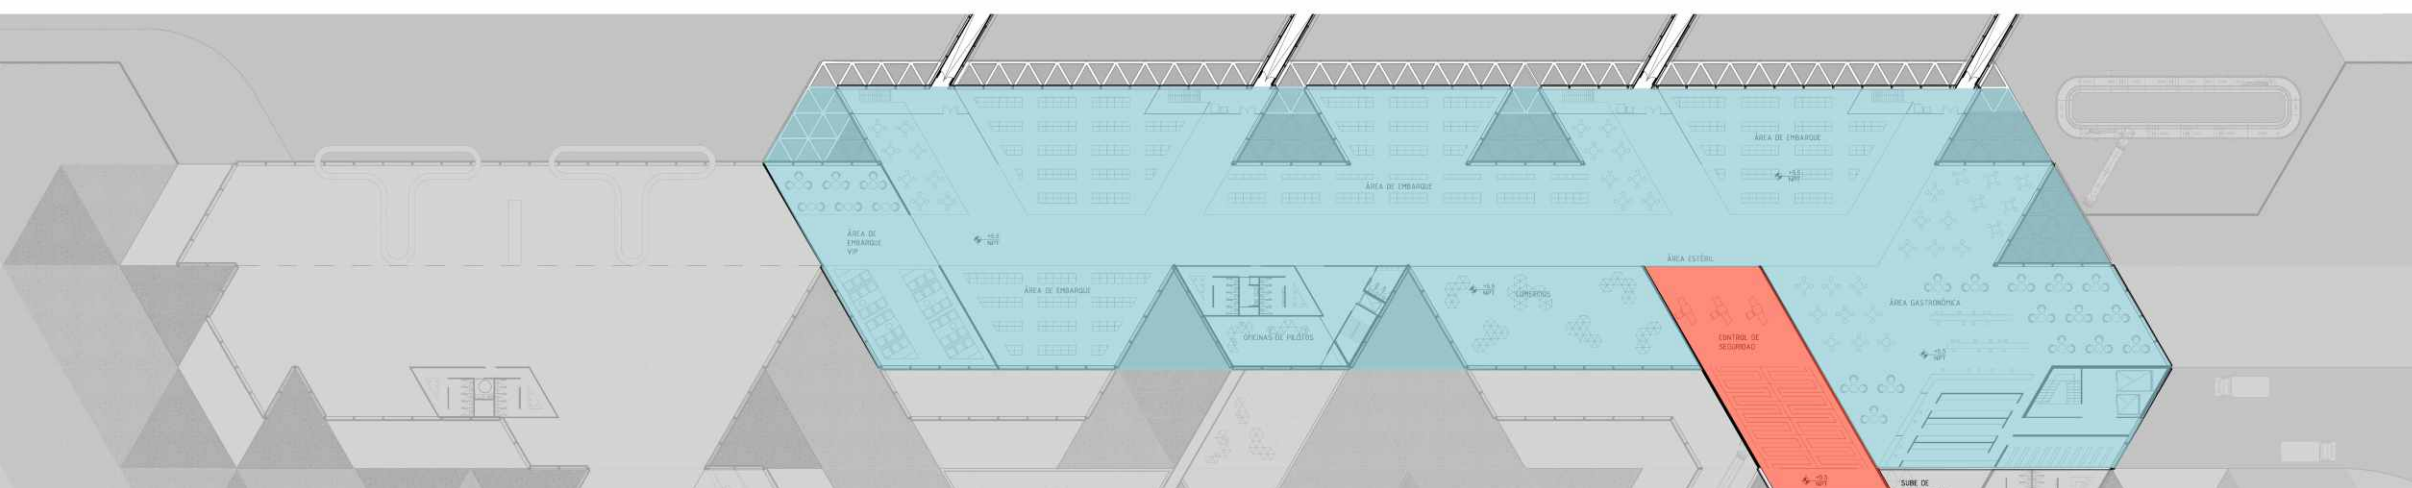 ÁREA DE EMBARQUE
ÁREA DE EMBARQUE
ÁREA DE
EMBARQUE
VIP
ÁREA ESTÉRIL
ÁREA DE EMBARQUE
COMERCIOS
ÁREA GASTRONÓMICA
OFICINAS DE PILOTOS
CONTROL DE
SEGURIDAD
SUBE DE